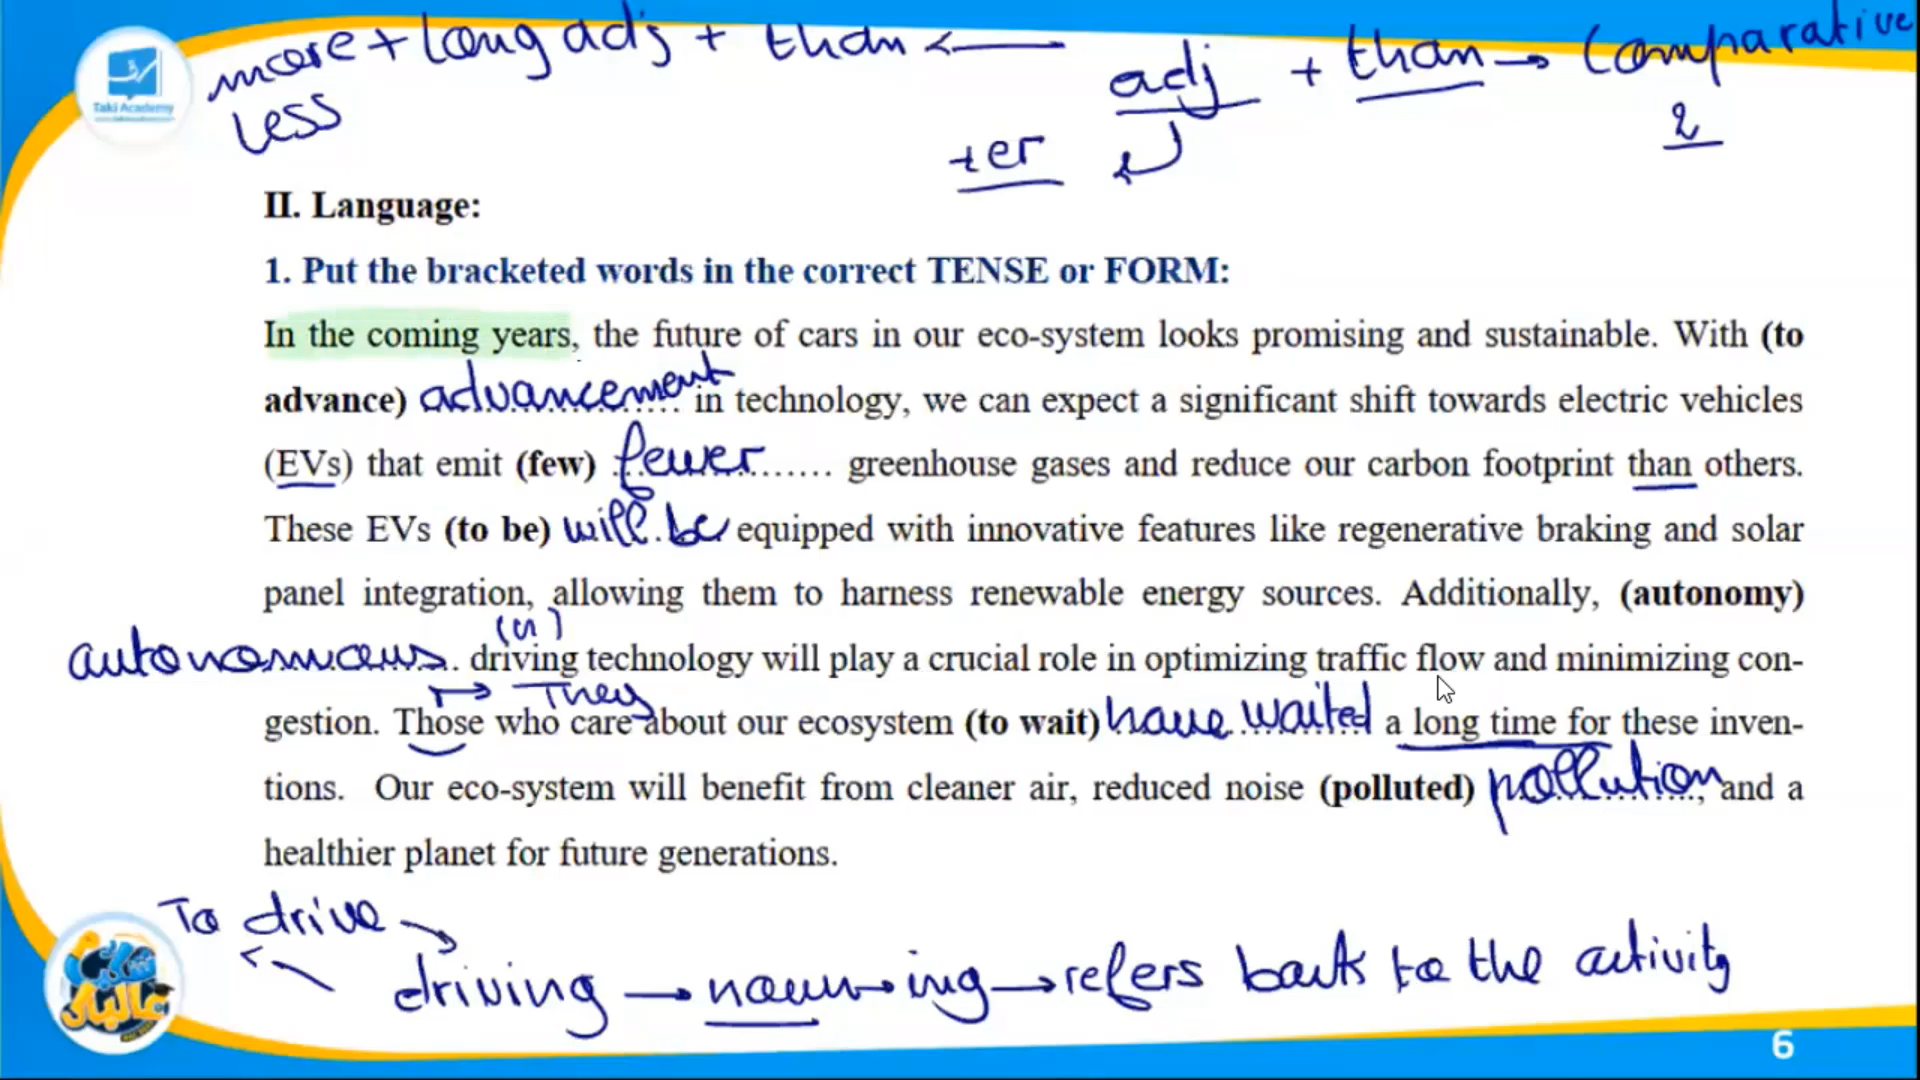 more + long adj + than ← adj + than → Comparative
less
+er
2
Taki Academy
II. Language:
1. Put the bracketed words in the correct TENSE or FORM:
In the coming years, the future of cars in our eco-system looks promising and sustainable. With (to
advance) advancement in technology, we can expect a significant shift towards electric vehicles
(EVs) that emit (few) fewer greenhouse gases and reduce our carbon footprint than others.
These EVs (to be) will be equipped with innovative features like regenerative braking and solar
panel integration, allowing them to harness renewable energy sources. Additionally, (autonomy)
(n)
autonomous driving technology will play a crucial role in optimizing traffic flow and minimizing con-
→ They
gestion. Those who care about our ecosystem (to wait) have waited a long time for these inven-
tions. Our eco-system will benefit from cleaner air, reduced noise (polluted) pollution, and a
healthier planet for future generations.
To drive
driving → noun → ing → refers back to the activity
6